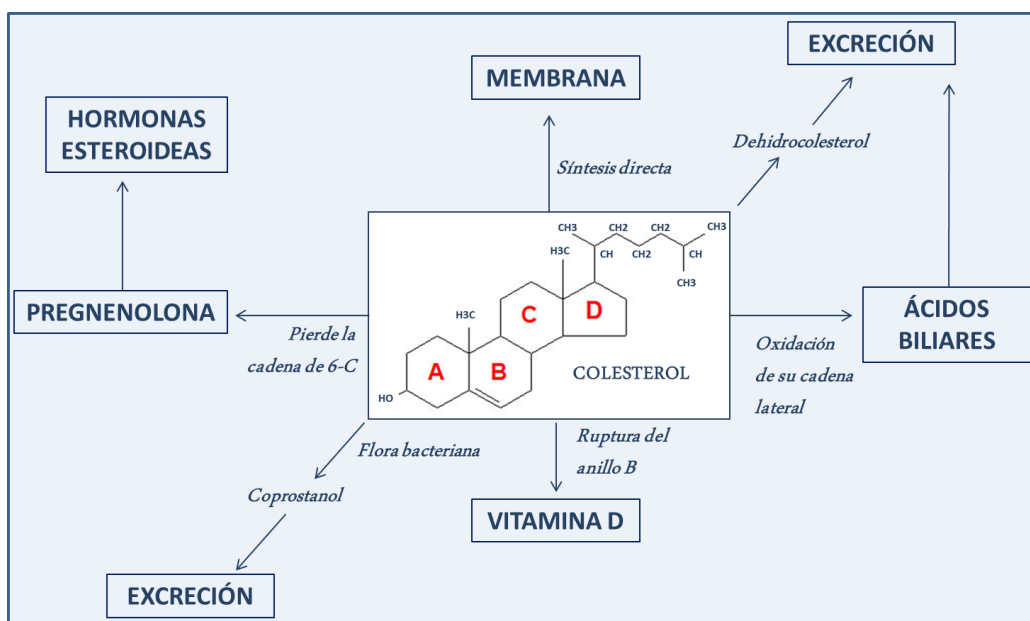 EXCRECIÓN
MEMBRANA
HORMONAS
ESTEROIDEAS
Dehidrocolesterol
Síntesis directa
CH3
CH2
CH2
CH3
H3C
CH
CH2
CH
CH3
PREGNENOLONA
ÁCIDOS
BILIARES
H3C
C
D
Pierde la
cadena de 6-C
Oxidación
de su cadena
lateral
A
B
COLESTEROL
HO
Flora bacteriana
Ruptura del
anillo B
Coprostanol
VITAMINA D
EXCRECIÓN